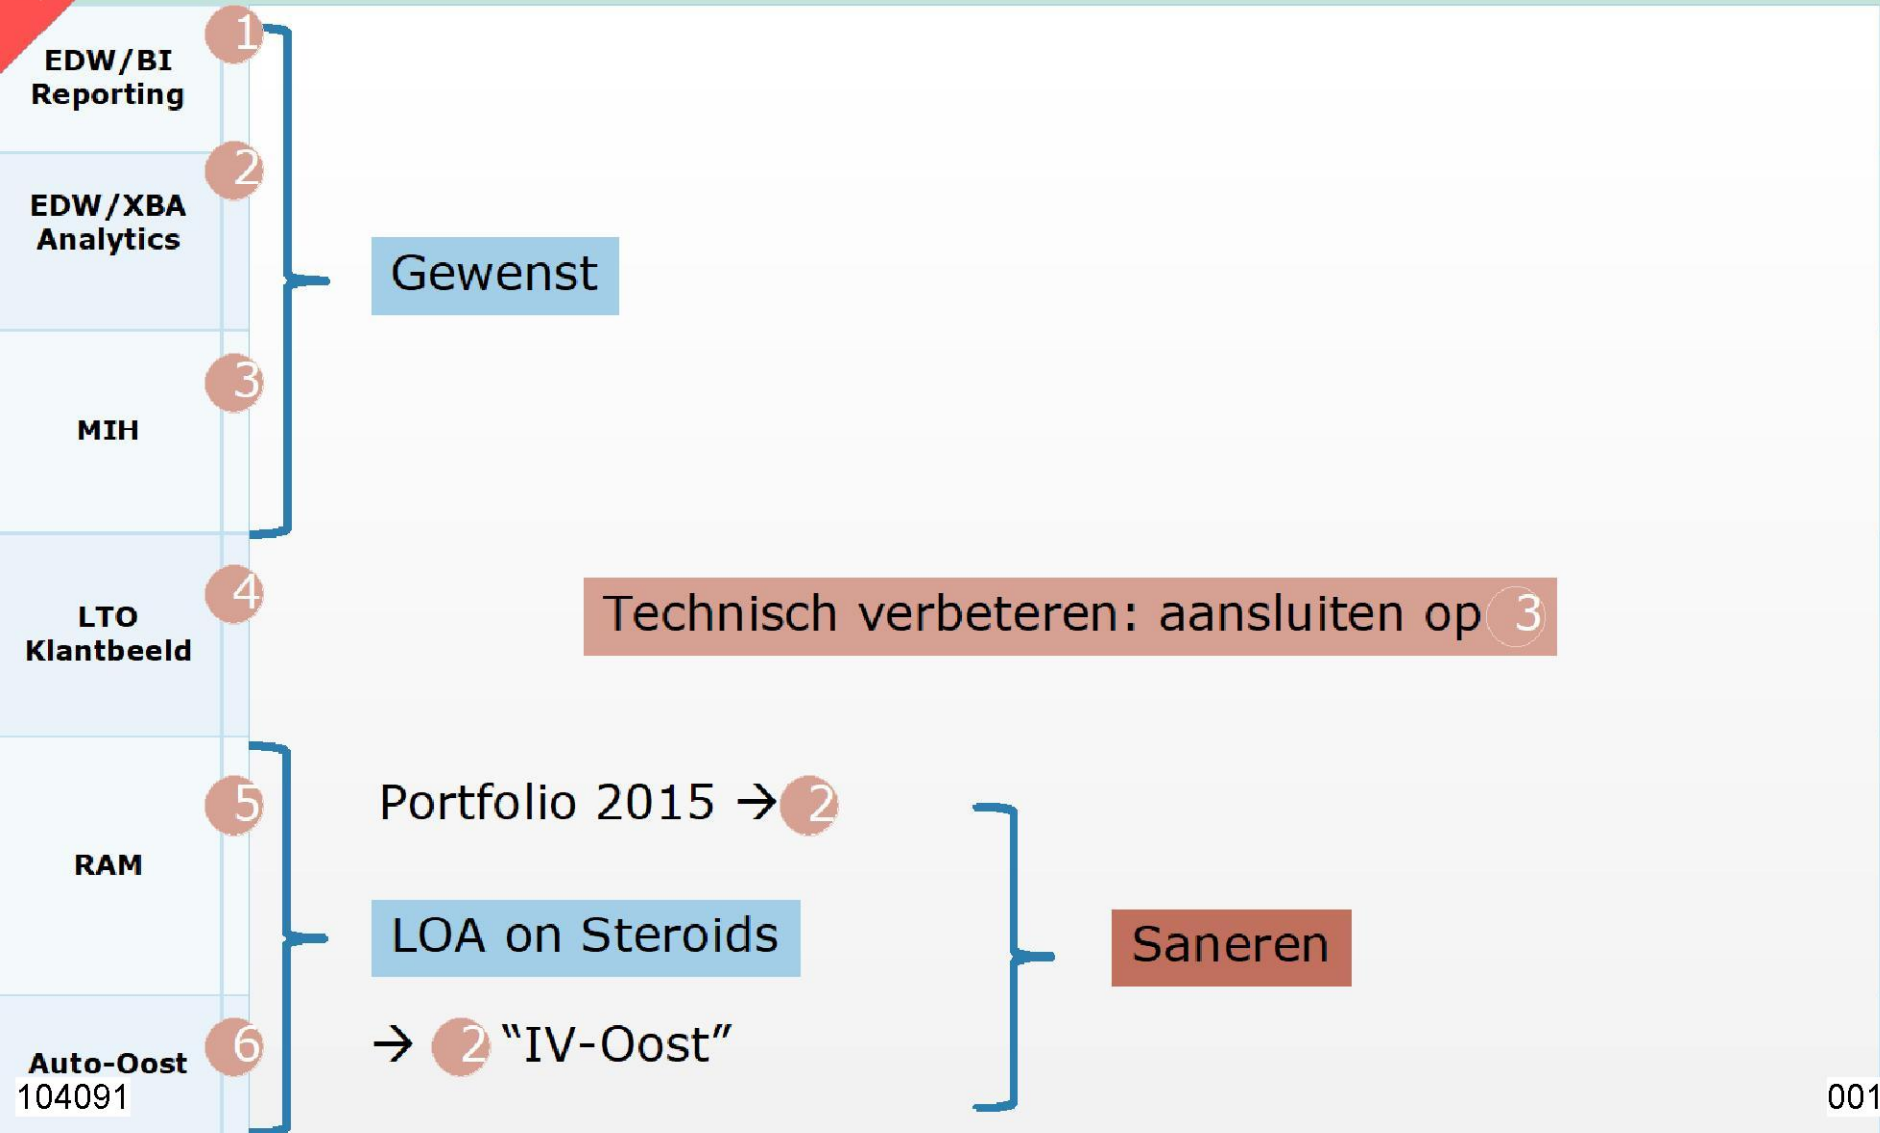 1
EDW/BI
Reporting
2
EDW/XBA
Analytics
Gewenst
3
MIH
4
LTO
Klantbeeld
Technisch verbeteren: aansluiten op 3
5
RAM
Portfolio 2015 → 2
LOA on Steroids
Saneren
6
Auto-Oost
→ 2 “IV-Oost”
104091
001